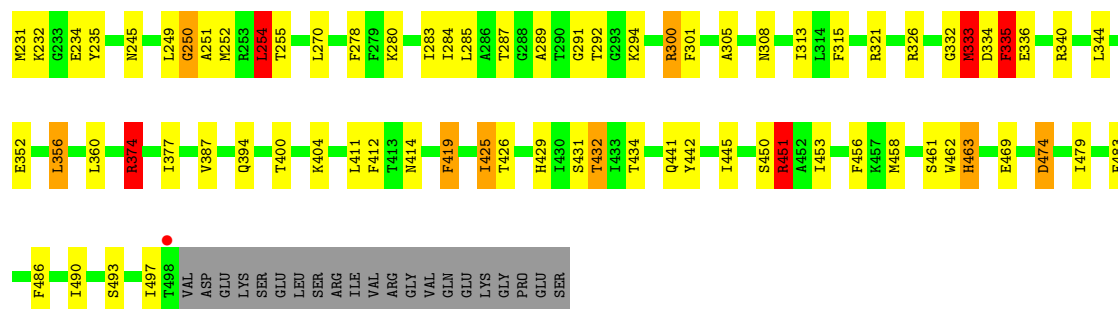 M231 K232 G233 E234 Y235 N245 L249 G250 A251 M252 R253 L254 T255 L270 F278 F279 K280 I283 I284 L285 A286 T287 G288 A289 T290 G291 T292 G293 K294 R300 F301 A305 N308 I313 L314 F315 R321 R326 G332 M333 D334 F335 E336 R340 L344
E352 L356 L360 R374 I377 V387 Q394 T400 K404 L411 F412 T413 N414 F419 I425 T426 H429 I430 S431 T432 I433 T434 Q441 Y442 I445 S450 R451 A452 I453 F456 K457 M458 S461 W462 H463 E469 D474 I479
F486 I490 S493 I497 T498 VAL ASP GLU LYS SER GLU LEU SER ARG ILE VAL ARG GLY VAL GLN GLU LYS GLY PRO GLU SER